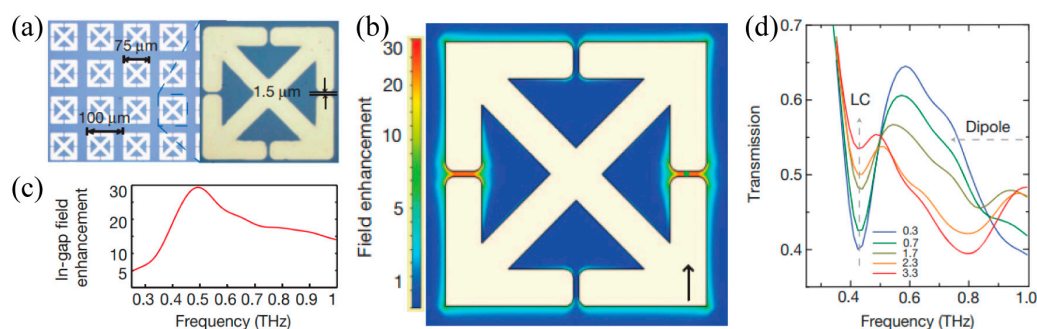 (a)
75 μm
100 μm
1.5 μm
(b)
Field enhancement
30
20
10
5
1
(c)
In-gap field
enhancement
30
20
10
5
0.3 0.4 0.5 0.6 0.7 0.8 0.9 1
Frequency (THz)
(d)
Transmission
0.7
0.6
0.5
0.4
LC
Dipole
0.3
0.7
1.7
2.3
3.3
0.4 0.6 0.8 1.0
Frequency (THz)